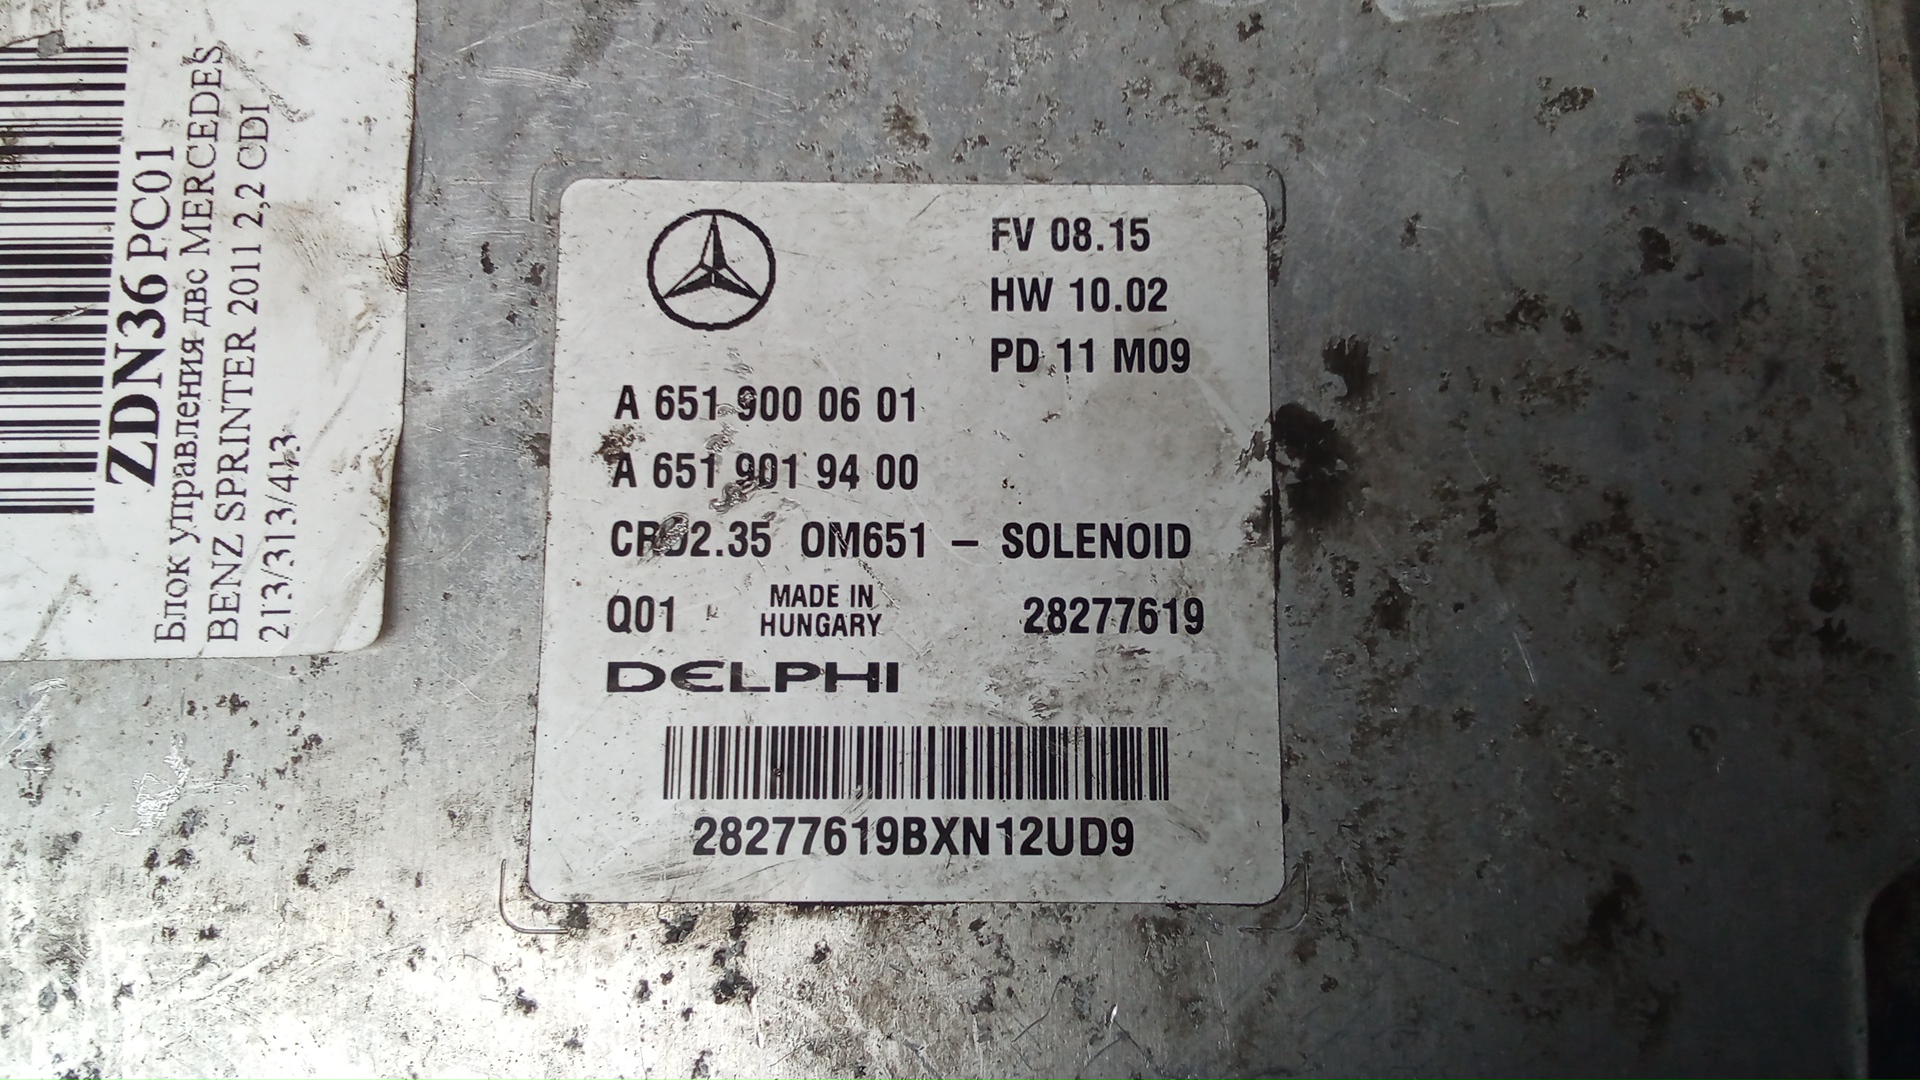 ZDN36PC01
Блок управления двс MERCEDES
BENZ SPRINTER 2011 2,2 CDI
213/313/413
FV 08.15
HW 10.02
PD 11 M09
A 651 900 06 01
A 651 901 94 00
CRD2.35 OM651 – SOLENOID
Q01 MADE IN HUNGARY 28277619
DELPHI
28277619BXN12UD9